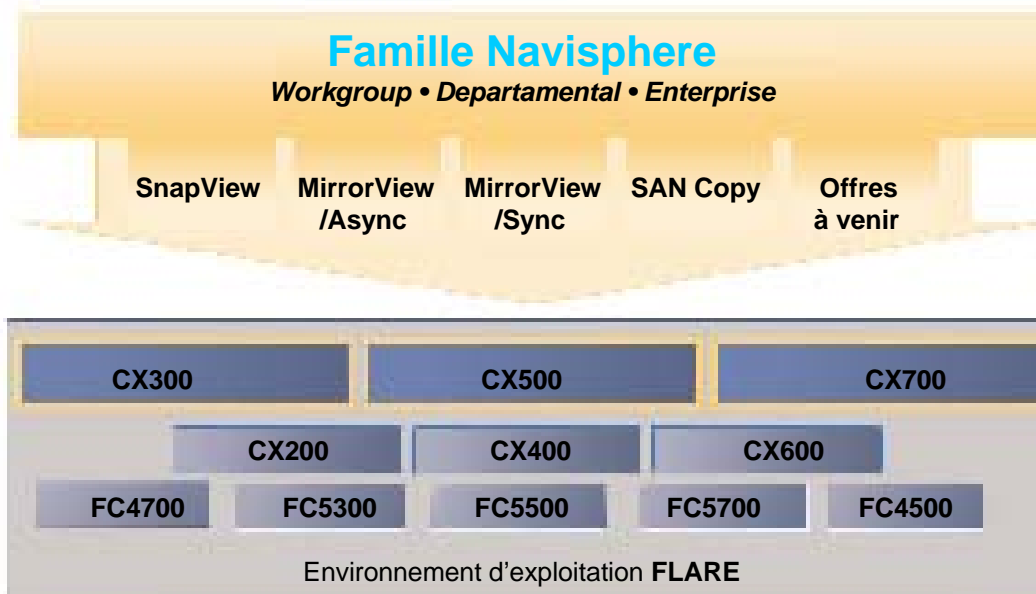 Famille Navisphere
Workgroup • Departamental • Enterprise
SnapView
MirrorView
/Async
MirrorView
/Sync
SAN Copy
Offres
à venir
CX300
CX500
CX700
CX200
CX400
CX600
FC4700
FC5300
FC5500
FC5700
FC4500
Environnement d'exploitation FLARE